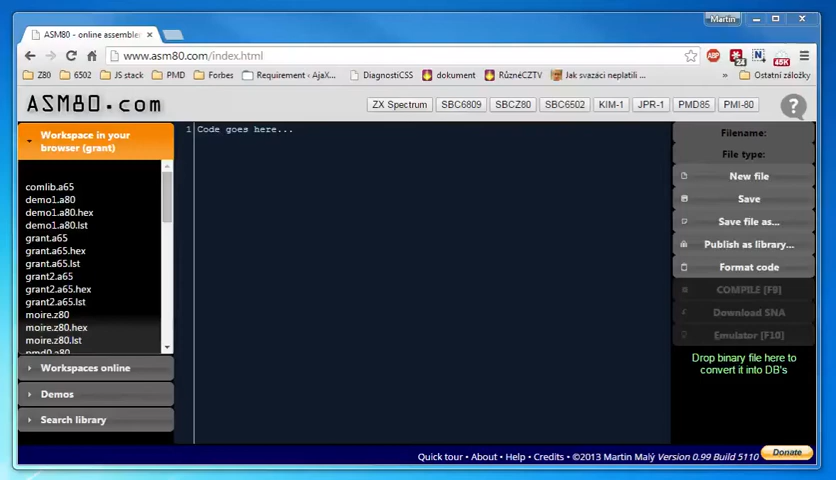 Martin
ASM80 - online assemble
www.asm80.com/index.html
Z80 6502 JS stack PMD Forbes Requirement ‹ AjaX... DiagnostiCSS dokument RůznéCZTV Jak svazáci neplatili ... » Ostatní záložky
ASM80.com
ZX Spectrum SBC6809 SBCZ80 SBC6502 KIM-1 JPR-1 PMD85 PMI-80 ?
Workspace in your
browser (grant)
comlib.a65
demo1.a80
demo1.a80.hex
demo1.a80.lst
grant.a65
grant.a65.hex
grant.a65.lst
grant2.a65
grant2.a65.hex
grant2.a65.lst
moire.z80
moire.z80.hex
moire.z80.lst
pmd0.a80
Workspaces online
Demos
Search library
1 Code goes here...
Filename:
File type:
New file
Save
Save file as...
Publish as library...
Format code
COMPILE [F9]
Download SNA
Emulator [F10]
Drop binary file here to
convert it into DB's
Quick tour • About • Help • Credits • ©2013 Martin Malý Version 0.99 Build 5110
Donate